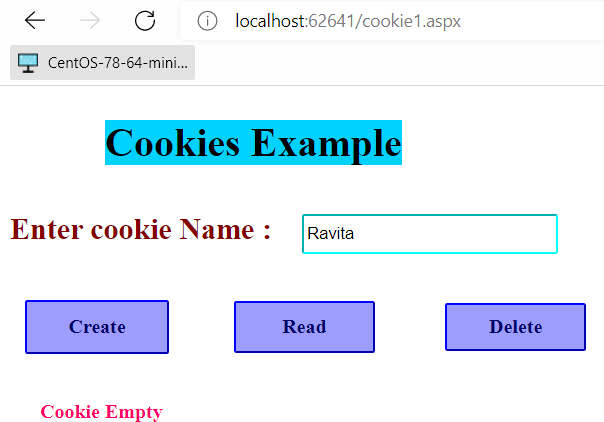 localhost:62641/cookie1.aspx
CentOS-78-64-mini...
Cookies Example
Enter cookie Name : Ravita
Create Read Delete
Cookie Empty